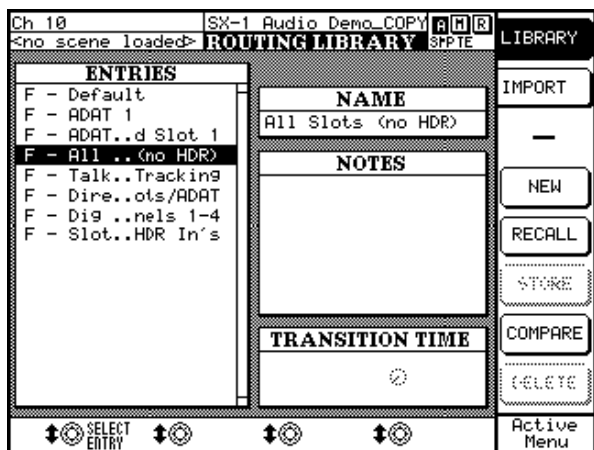 Ch 10
SX-1 Audio Demo_COPY
A M R
<no scene loaded>
ROUTING LIBRARY
SMPTE
LIBRARY
ENTRIES
F - Default
F - ADAT 1
F - ADAT..d Slot 1
F - All ..(no HDR)
F - Talk..Tracking
F - Dire..ots/ADAT
F - Dig ..nels 1-4
F - Slot..HDR In's
NAME
All Slots (no HDR)
NOTES
TRANSITION TIME
IMPORT
NEW
RECALL
STORE
COMPARE
DELETE
SELECT
ENTRY
Active
Menu